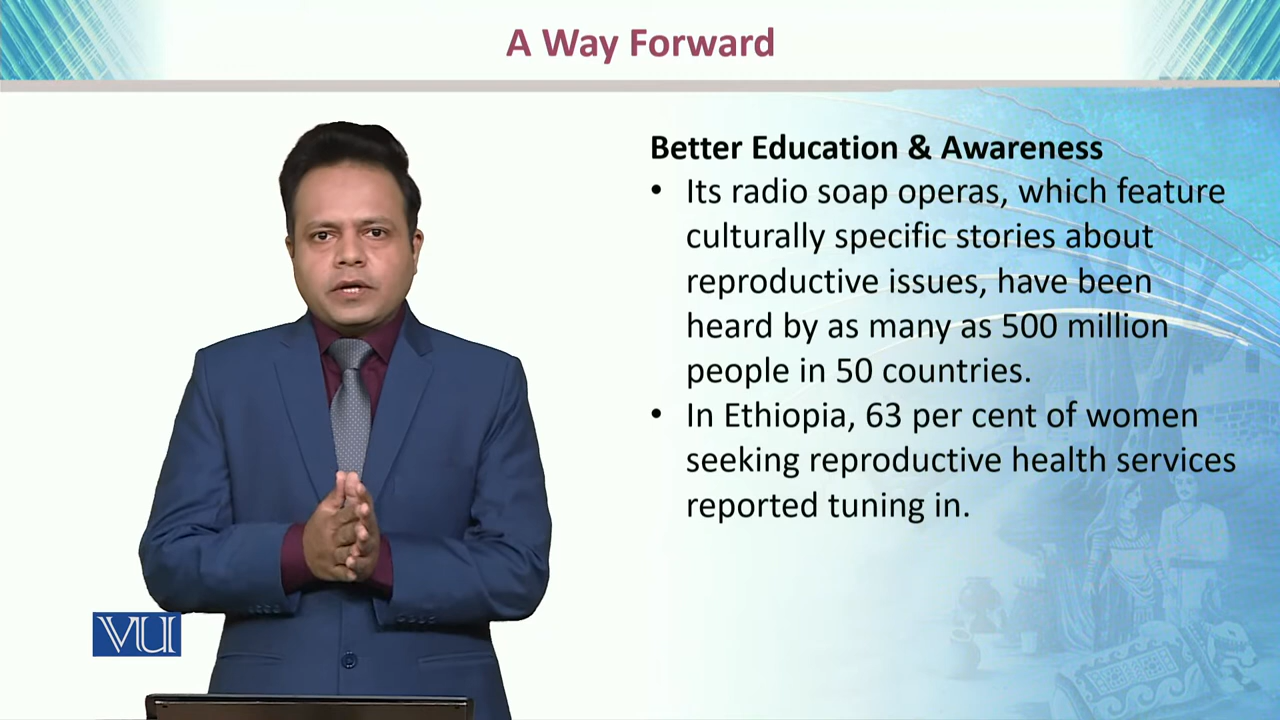 A Way Forward
Better Education & Awareness
• Its radio soap operas, which feature
culturally specific stories about
reproductive issues, have been
heard by as many as 500 million
people in 50 countries.
• In Ethiopia, 63 per cent of women
seeking reproductive health services
reported tuning in.
VU